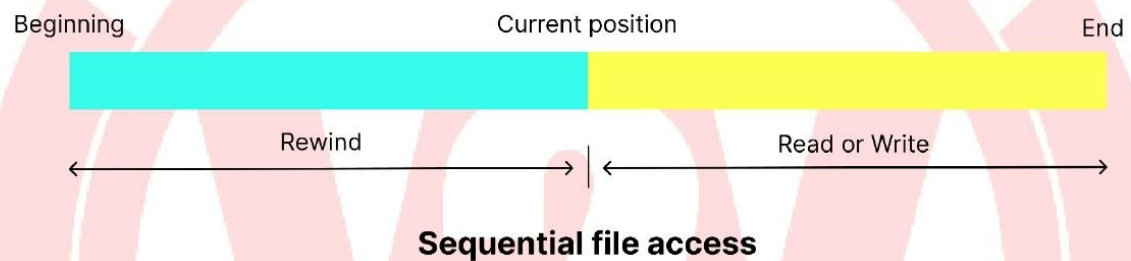 Beginning Current position End
Rewind Read or Write
Sequential file access